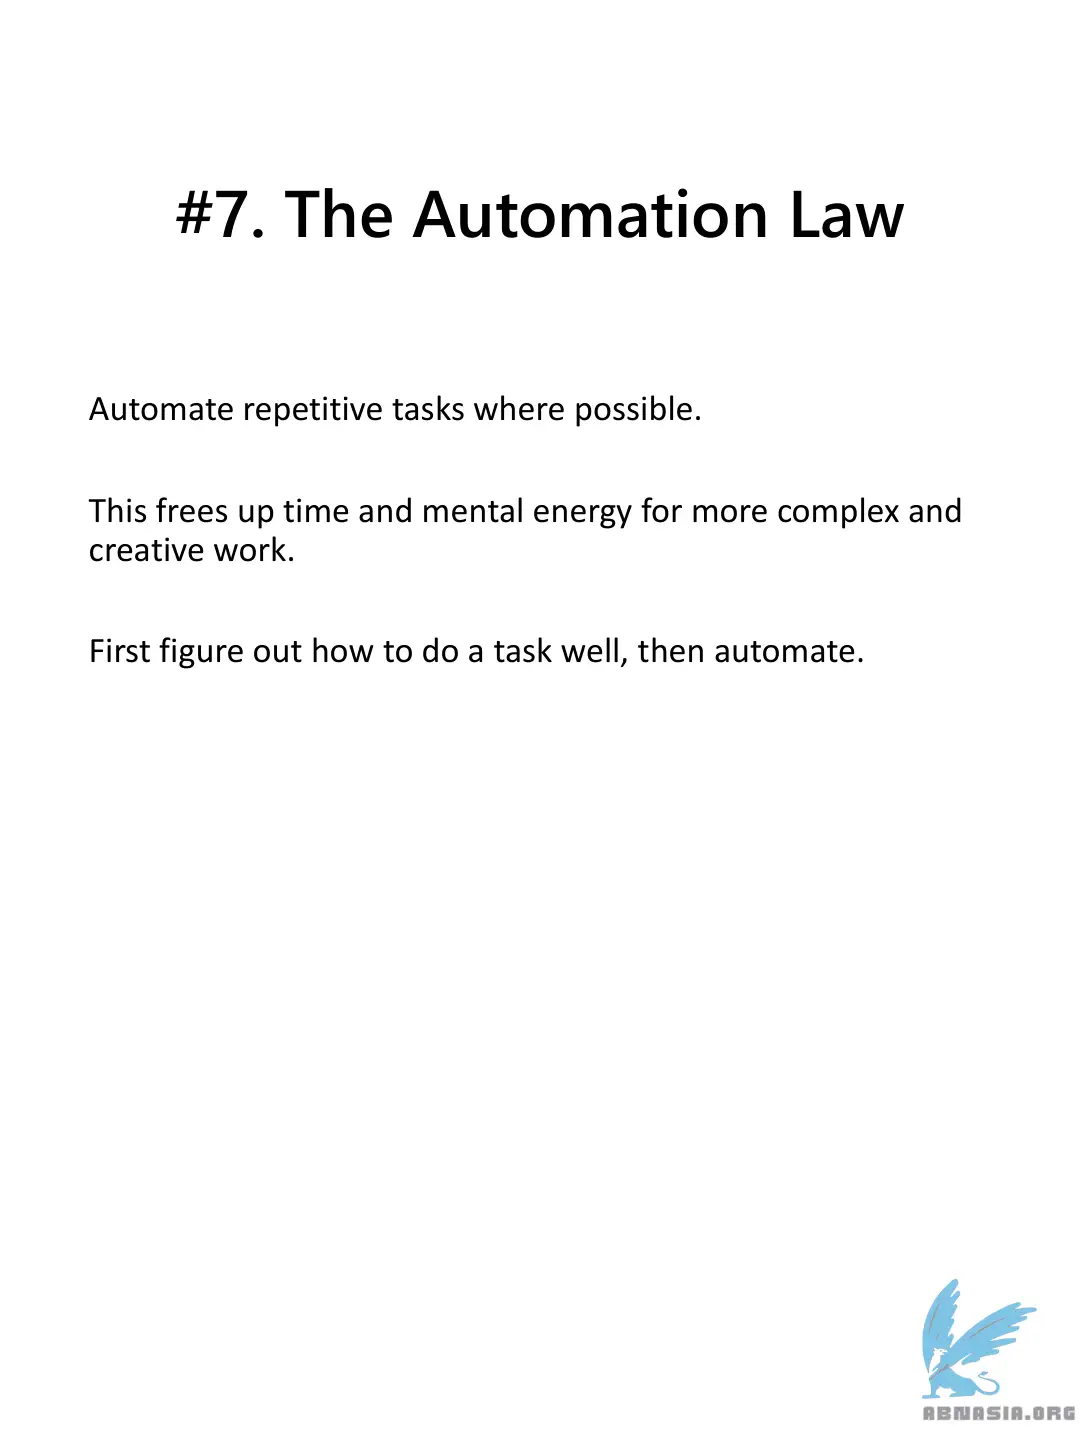 #7. The Automation Law
Automate repetitive tasks where possible.
This frees up time and mental energy for more complex and
creative work.
First figure out how to do a task well, then automate.
ABNASIA.ORG